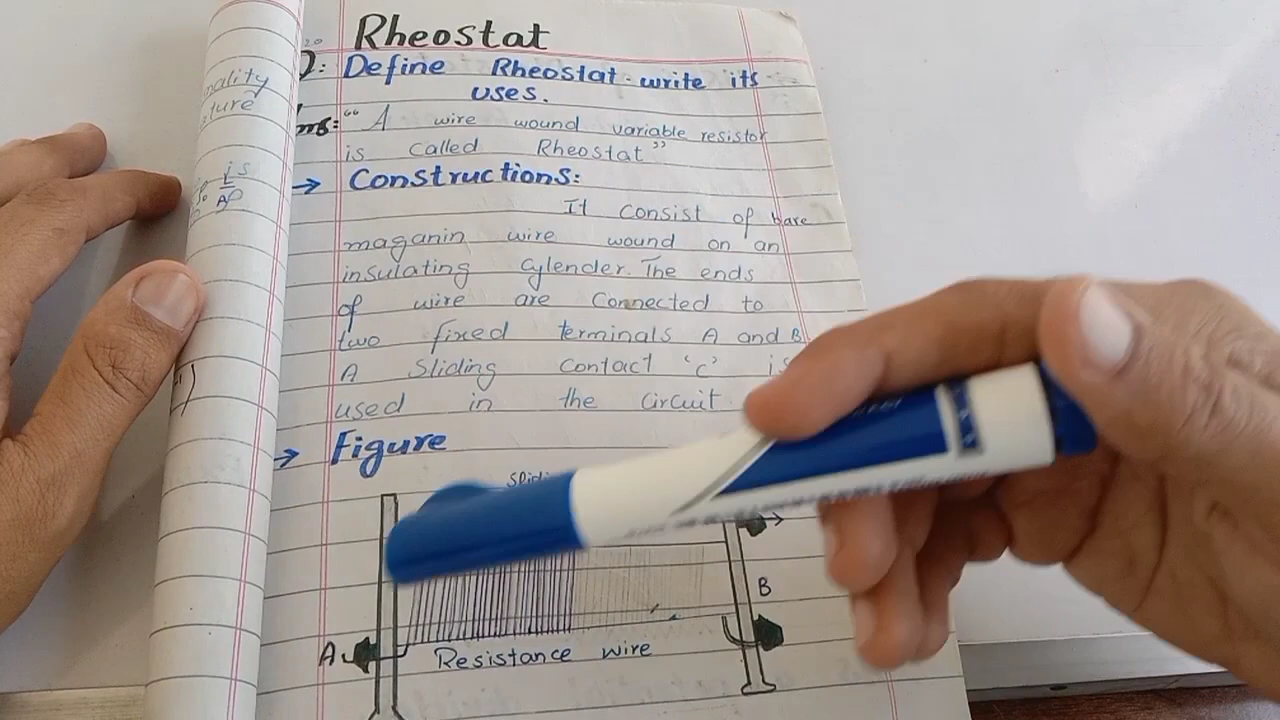 Rheostat
Define Rheostat write its
uses.
Ans: "A wire wound variable resistor
is called Rheostat"
→ Constructions:
It consist of bare
maganin wire wound on an
insulating cylender. The ends
of wire are connected to
two fixed terminals A and B
A sliding contact 'c' is
used in the circuit
→ Figure
B
A
Resistance wire